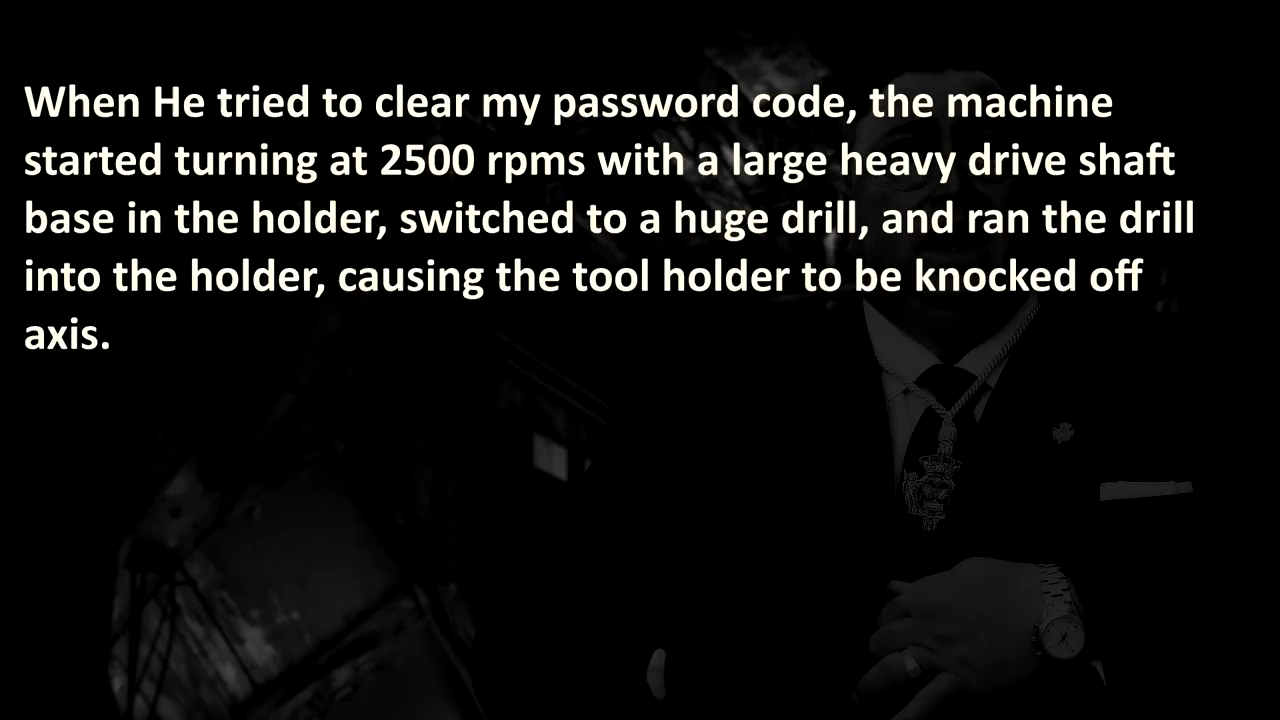 When He tried to clear my password code, the machine
started turning at 2500 rpms with a large heavy drive shaft
base in the holder, switched to a huge drill, and ran the drill
into the holder, causing the tool holder to be knocked off
axis.